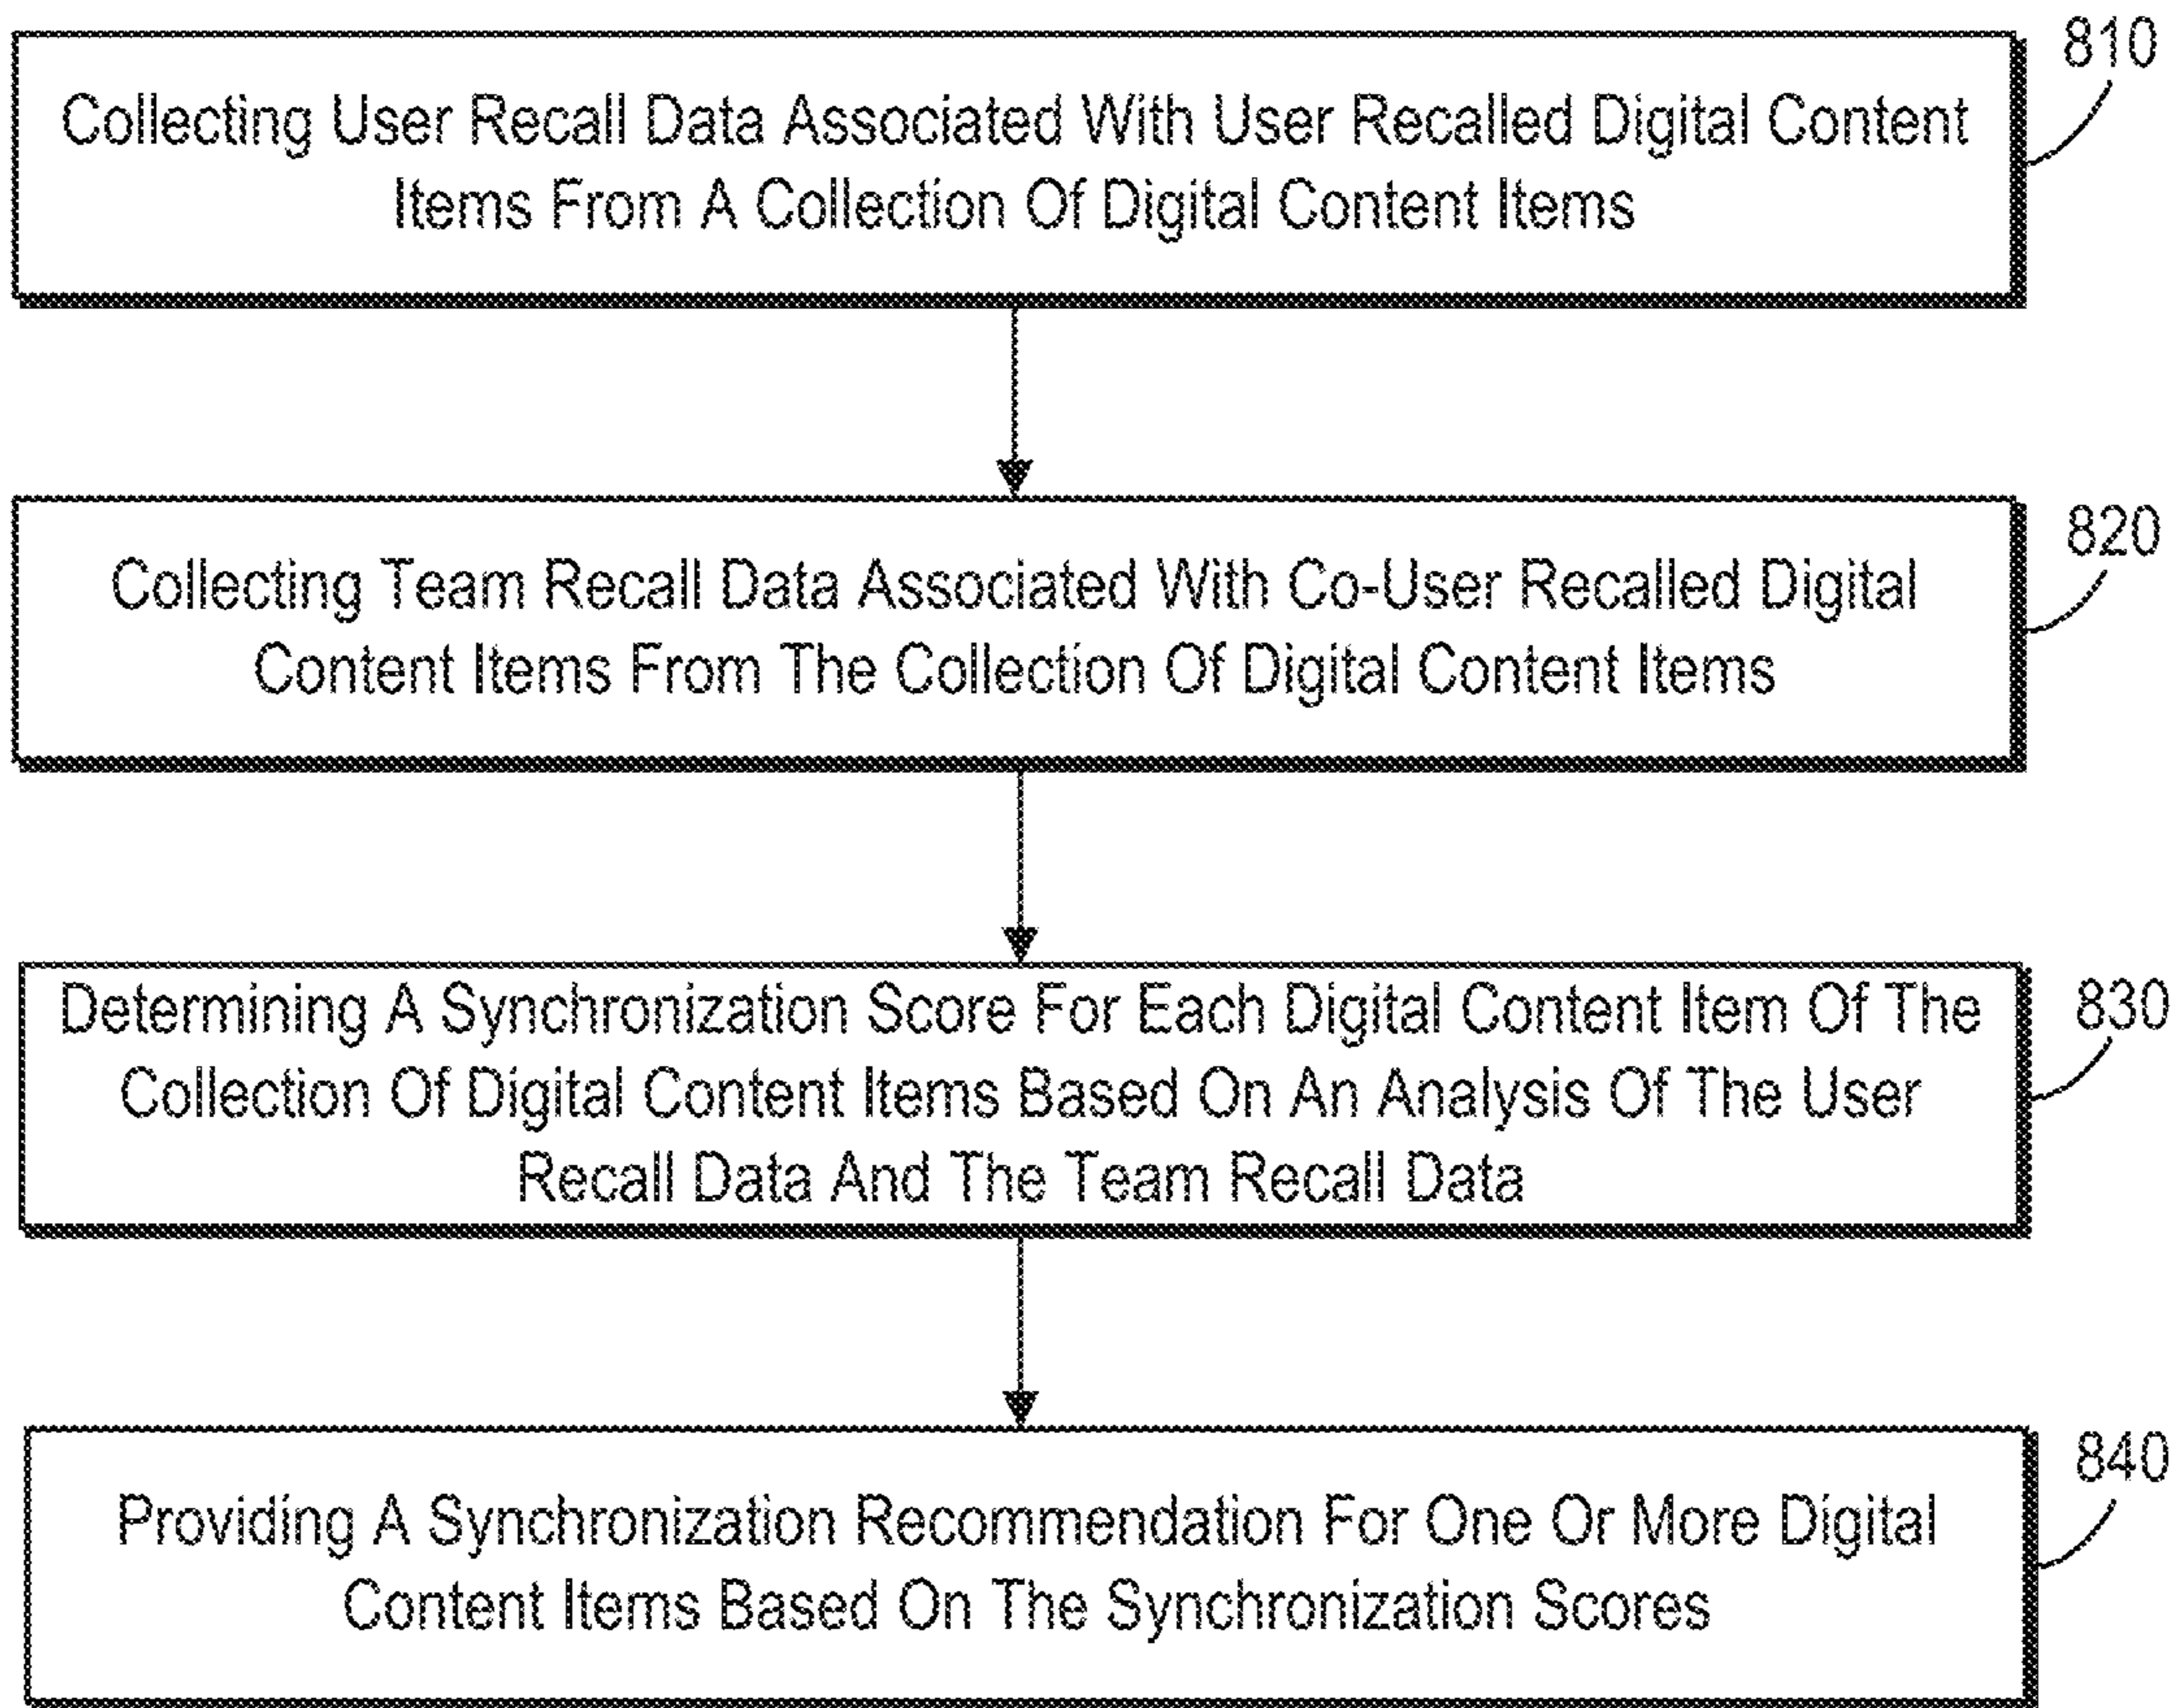 810
Collecting User Recall Data Associated With User Recalled Digital Content
Items From A Collection Of Digital Content Items
820
Collecting Team Recall Data Associated With Co-User Recalled Digital
Content Items From The Collection Of Digital Content Items
830
Determining A Synchronization Score For Each Digital Content Item Of The
Collection Of Digital Content Items Based On An Analysis Of The User
Recall Data And The Team Recall Data
840
Providing A Synchronization Recommendation For One Or More Digital
Content Items Based On The Synchronization Scores